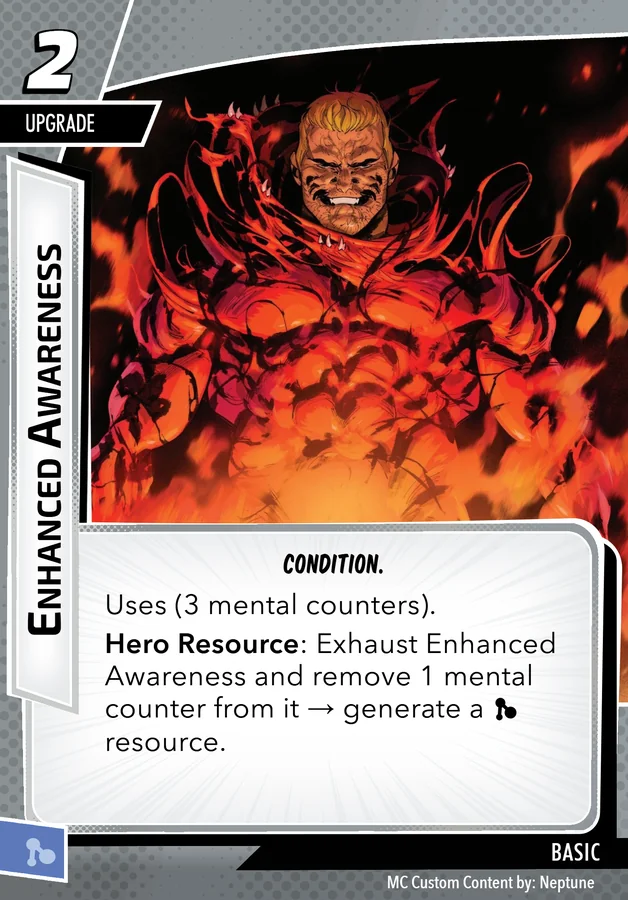 2
UPGRADE
ENHANCED AWARENESS
CONDITION.
Uses (3 mental counters).
Hero Resource: Exhaust Enhanced
Awareness and remove 1 mental
counter from it → generate a
resource.
BASIC
MC Custom Content by: Neptune